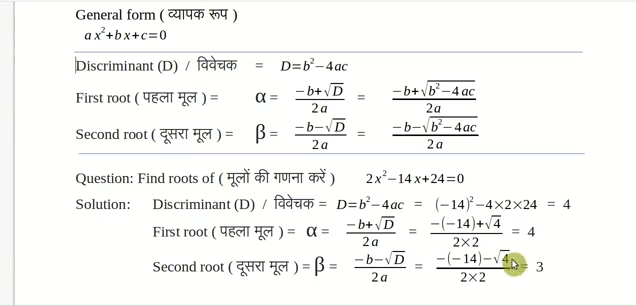 General form ( व्यापक रूप )
a x²+b x+c=0
Discriminant (D) / विवेचक = D=b²−4ac
First root ( पहला मूल ) = α = (−b+√D)/(2a) = (−b+√(b²−4ac))/(2a)
Second root ( दूसरा मूल ) = β = (−b−√D)/(2a) = (−b−√(b²−4ac))/(2a)
Question: Find roots of ( मूलों की गणना करें ) 2x²−14x+24=0
Solution: Discriminant (D) / विवेचक = D=b²−4ac = (−14)²−4×2×24 = 4
First root ( पहला मूल ) = α = (−b+√D)/(2a) = (−(−14)+√4)/(2×2) = 4
Second root ( दूसरा मूल ) = β = (−b−√D)/(2a) = (−(−14)−√4)/(2×2) = 3